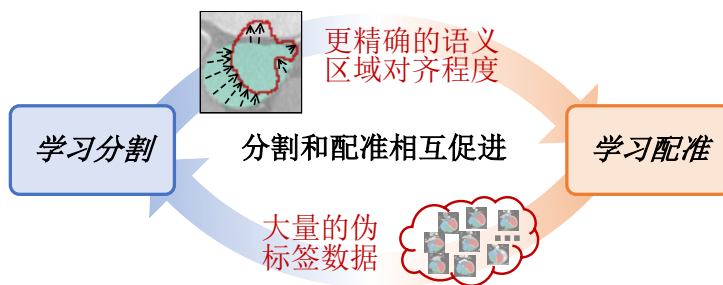 更精确的语义
区域对齐程度
学习分割
分割和配准相互促进
学习配准
大量的伪
标签数据